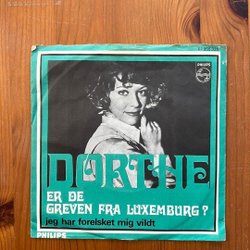 PHILIPS
DORTHE
ER DE
GREVEN FRA LUXEMBURG?
jeg har forelsket mig vildt
PHILIPS